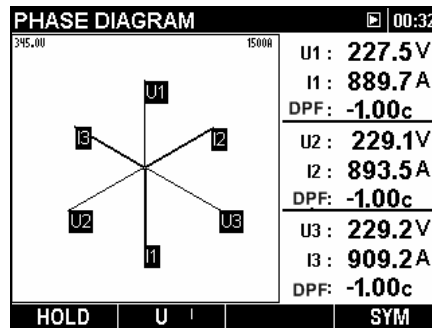 PHASE DIAGRAM 00:32
345.0U 1500A
U1
I3 I2
U2 U3
I1
U1 : 227.5V
I1 : 889.7A
DPF: -1.00c
U2 : 229.1V
I2 : 893.5A
DPF: -1.00c
U3 : 229.2V
I3 : 909.2A
DPF: -1.00c
HOLD U I SYM